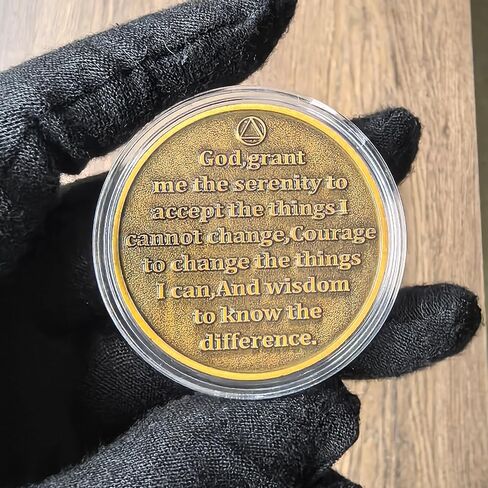 God,grant
me the serenity to
accept the things I
cannot change,Courage
to change the things
I can,And wisdom
to know the
difference.